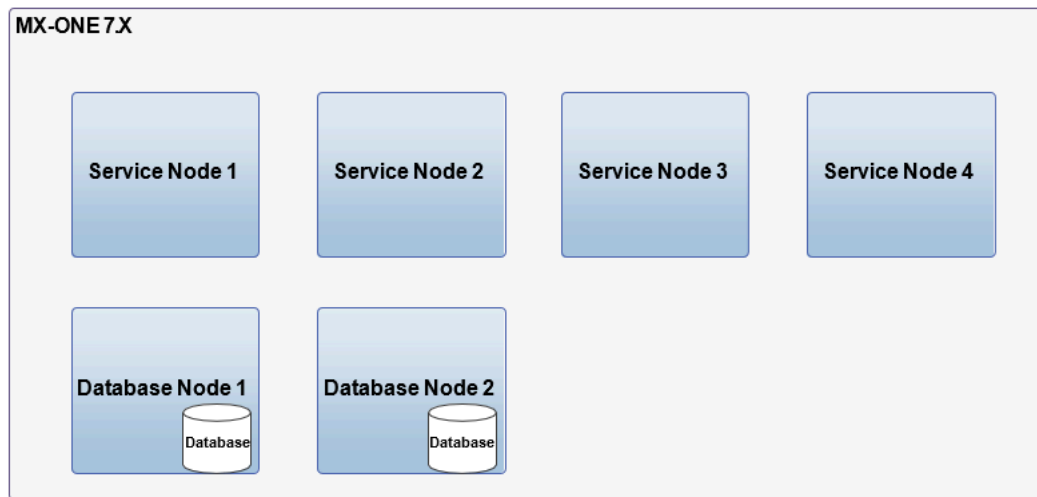 MX-ONE 7.X
Service Node 1
Service Node 2
Service Node 3
Service Node 4
Database Node 1
Database
Database Node 2
Database